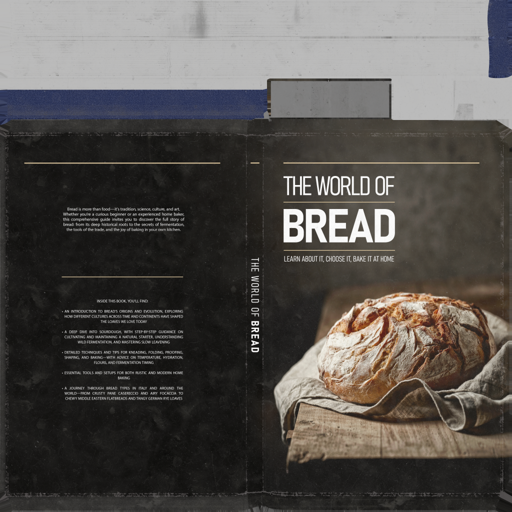 Bread is more than food—it's tradition, science, culture, and art.
Whether you're a curious beginner or an experienced home baker,
this comprehensive guide invites you to discover the full story of
bread: from its deep historical roots to the secrets of fermentation,
the tools of the trade, and the joy of baking in your own kitchen.
INSIDE THIS BOOK, YOU'LL FIND:
- AN INTRODUCTION TO BREAD'S ORIGINS AND EVOLUTION, EXPLORING
HOW DIFFERENT CULTURES ACROSS TIME AND CONTINENTS HAVE SHAPED
THE LOAVES WE LOVE TODAY.
- A DEEP DIVE INTO SOURDOUGH, WITH STEP-BY-STEP GUIDANCE ON
CULTIVATING AND MAINTAINING A NATURAL STARTER, UNDERSTANDING
WILD FERMENTATION, AND MASTERING SLOW LEAVENING.
- DETAILED TECHNIQUES AND TIPS FOR KNEADING, FOLDING, PROOFING,
SHAPING, AND BAKING—WITH ADVICE ON TEMPERATURE, HYDRATION,
FLOURS, AND FERMENTATION TIMING.
- ESSENTIAL TOOLS AND SETUPS FOR BOTH RUSTIC AND MODERN HOME
BAKING.
- A JOURNEY THROUGH BREAD TYPES IN ITALY AND AROUND THE
WORLD—FROM CRUSTY PANE CASERECCIO AND AIRY FOCACCIA TO
CHEWY MIDDLE EASTERN FLATBREADS AND TANGY GERMAN RYE LOAVES.
THE WORLD OF BREAD
THE WORLD OF
BREAD
LEARN ABOUT IT, CHOOSE IT, BAKE IT AT HOME